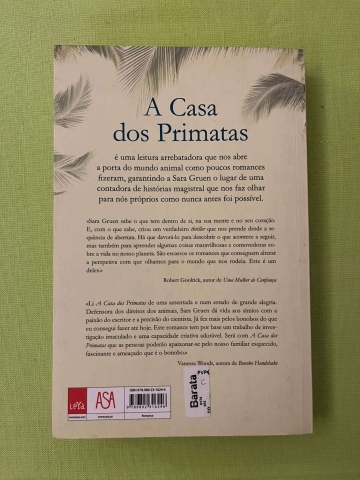 A Casa
dos Primatas
é uma leitura arrebatadora que nos abre
a porta do mundo animal como poucos romances
fizeram, garantindo a Sara Gruen o lugar de uma
contadora de histórias magistral que nos faz olhar
para nós próprios como nunca antes foi possível.
«Sara Gruen sabe o que tem dentro de si, na sua mente e no seu coração.
E, com o que sabe, criou um verdadeiro thriller que nos prende desde a se-
quência de abertura. Há que devorá-lo para descobrir o que acontece a seguir,
mas também para aprender algumas coisas maravilhosas e comovedoras so-
bre a vida no nosso planeta. São escassos os romances que conseguem alterar
a perspetiva com que olhamos para o mundo que nos rodeia. Este é um
deles.»
Robert Goolrick, autor de Uma Mulher de Confiança
«Li A Casa dos Primatas de uma assentada e num estado de grande alegria.
Defensora dos direitos dos animais, Sara Gruen dá vida aos símios com a
paixão do escritor e a precisão do cientista. Já fez mais pelos bonobos do que
eu consegui fazer até hoje. Este romance tem por base um trabalho de inves-
tigação imaculado e uma capacidade criativa adorável. Será com A Casa dos
Primatas que as pessoas poderão apaixonar-se pelo nosso familiar esquecido,
fascinante e ameaçado que é o bonobo.»
Vanessa Woods, autora de Bonobo Handshake
LeYa
ASA
Romance
Barata
PVP€
C